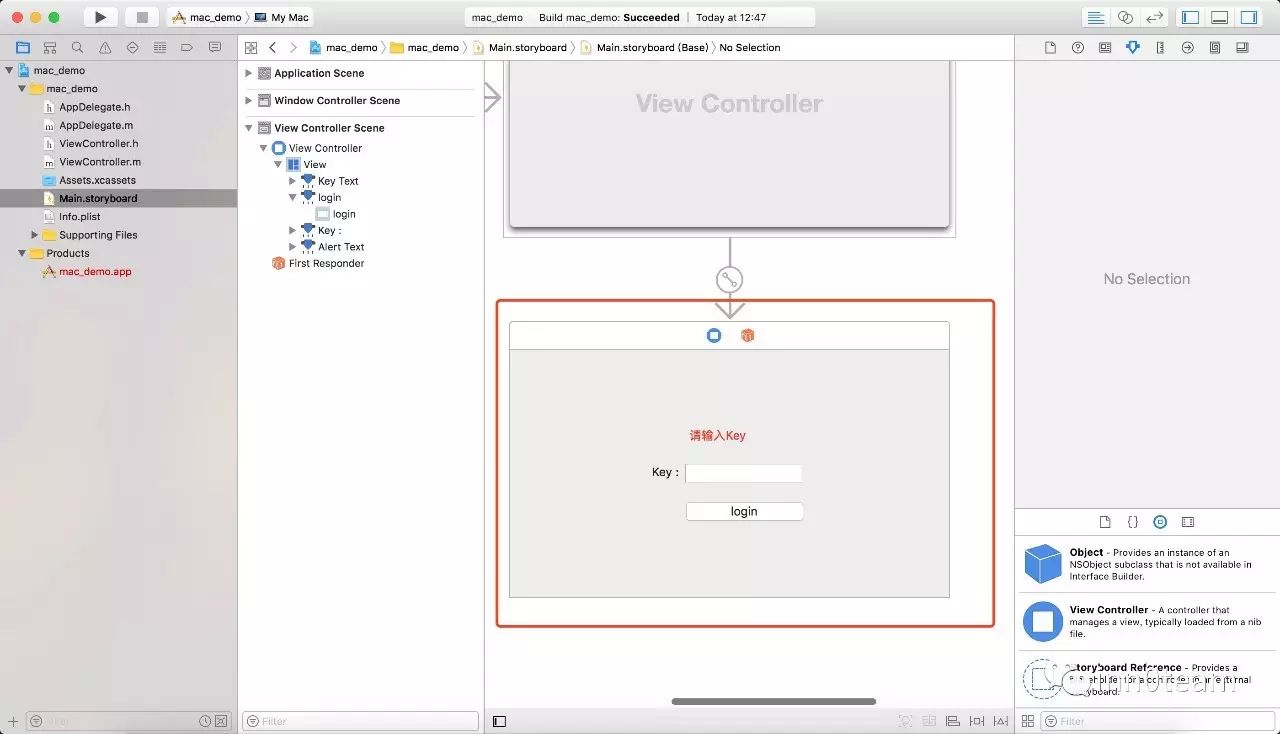 mac_demo My Mac
mac_demo Build mac_demo: Succeeded Today at 12:47
mac_demo mac_demo Main.storyboard Main.storyboard (Base) No Selection
mac_demo
mac_demo
AppDelegate.h
AppDelegate.m
ViewController.h
ViewController.m
Assets.xcassets
Main.storyboard
Info.plist
Supporting Files
Products
mac_demo.app
Application Scene
Window Controller Scene
View Controller Scene
View Controller
View
Key Text
login
login
Key :
Alert Text
First Responder
View Controller
请输入Key
Key :
login
No Selection
Object - Provides an instance of an
NSObject subclass that is not available in
Interface Builder.
View Controller - A controller that
manages a view, typically loaded from a nib
file.
Storyboard Reference - Provides a
Filter
Filter